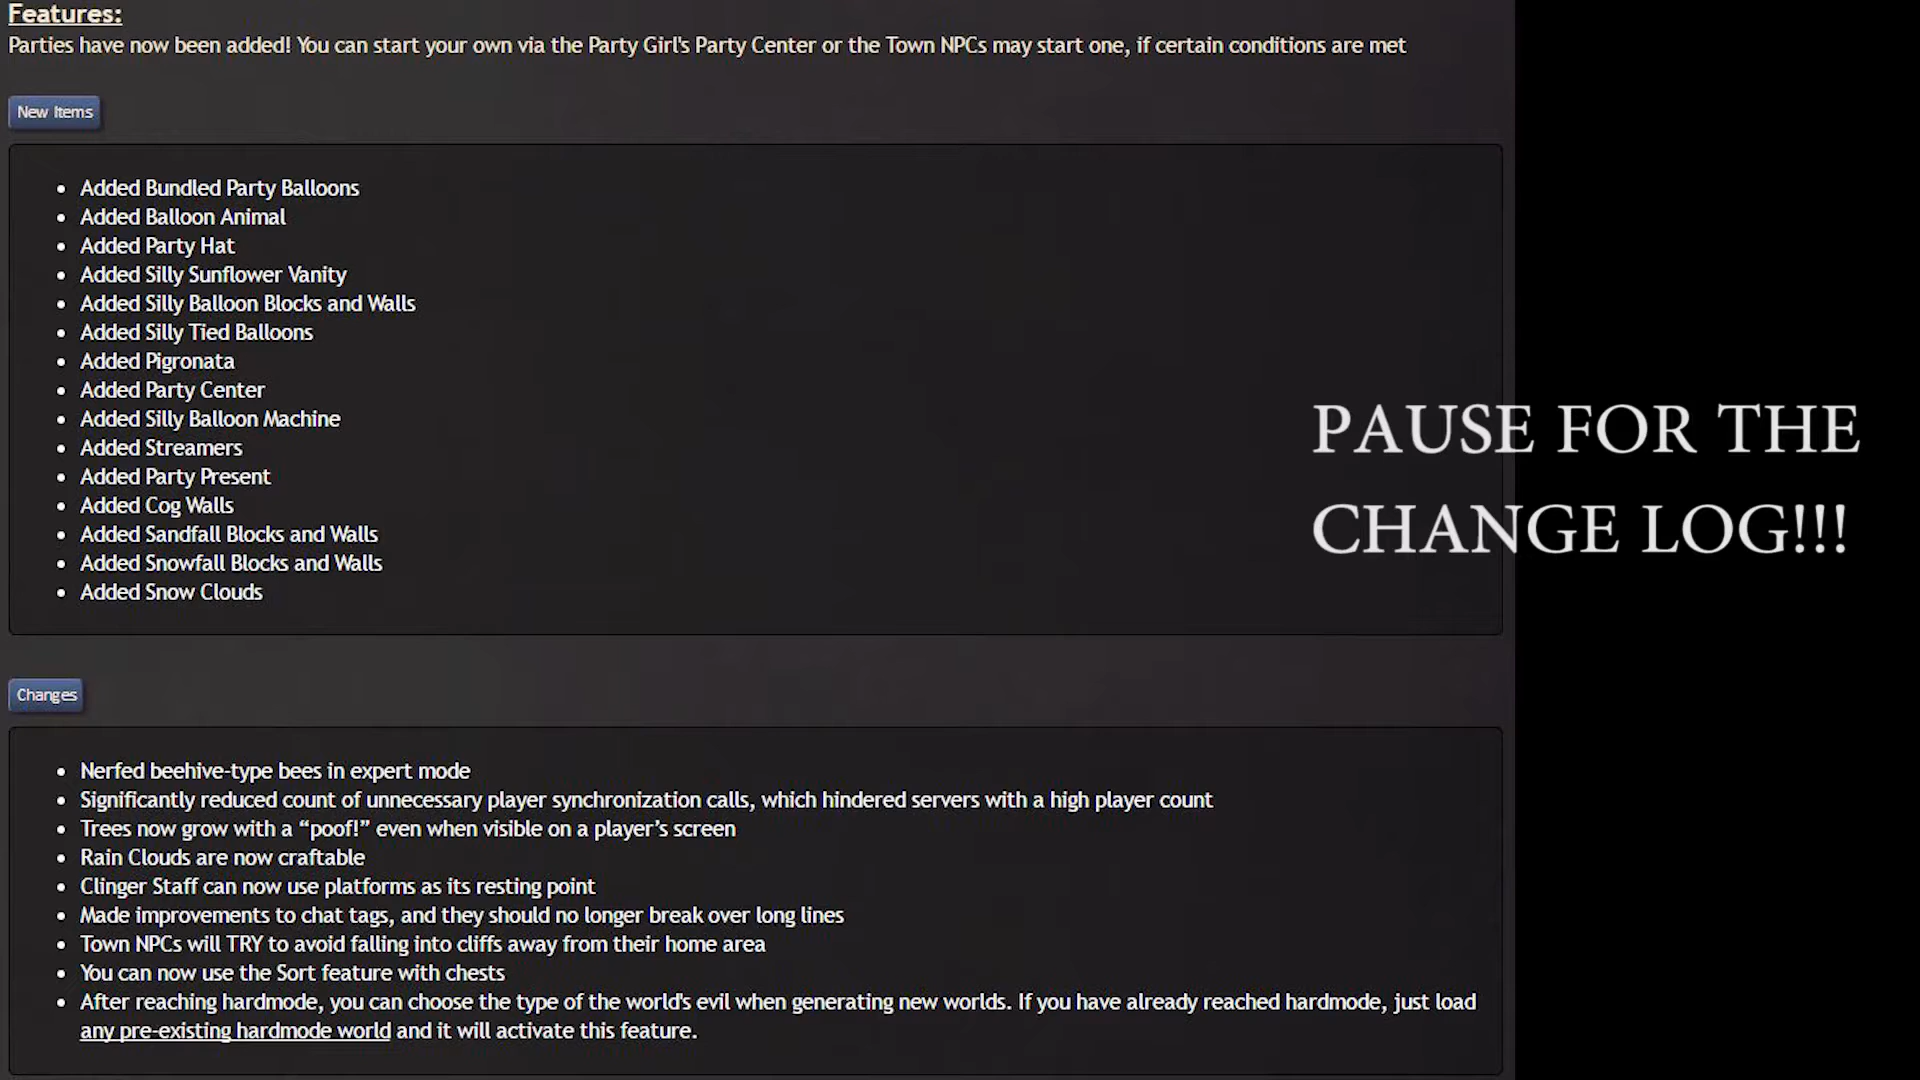 Features:
Parties have now been added! You can start your own via the Party Girl's Party Center or the Town NPCs may start one, if certain conditions are met
New Items
• Added Bundled Party Balloons
• Added Balloon Animal
• Added Party Hat
• Added Silly Sunflower Vanity
• Added Silly Balloon Blocks and Walls
• Added Silly Tied Balloons
• Added Pigronata
• Added Party Center
• Added Silly Balloon Machine
• Added Streamers
• Added Party Present
• Added Cog Walls
• Added Sandfall Blocks and Walls
• Added Snowfall Blocks and Walls
• Added Snow Clouds
PAUSE FOR THE
CHANGE LOG!!!
Changes
• Nerfed beehive-type bees in expert mode
• Significantly reduced count of unnecessary player synchronization calls, which hindered servers with a high player count
• Trees now grow with a “poof!” even when visible on a player’s screen
• Rain Clouds are now craftable
• Clinger Staff can now use platforms as its resting point
• Made improvements to chat tags, and they should no longer break over long lines
• Town NPCs will TRY to avoid falling into cliffs away from their home area
• You can now use the Sort feature with chests
• After reaching hardmode, you can choose the type of the world's evil when generating new worlds. If you have already reached hardmode, just load
any pre-existing hardmode world and it will activate this feature.